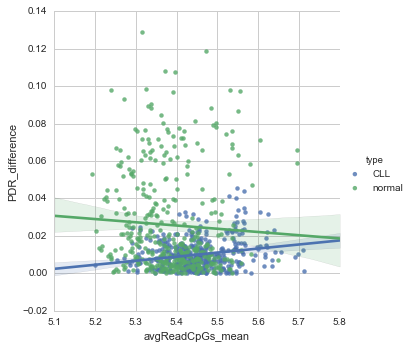 0.14
0.12
0.10
0.08
0.06
0.04
0.02
0.00
−0.02
PDR_difference
5.1 5.2 5.3 5.4 5.5 5.6 5.7 5.8
avgReadCpGs_mean
type
CLL
normal